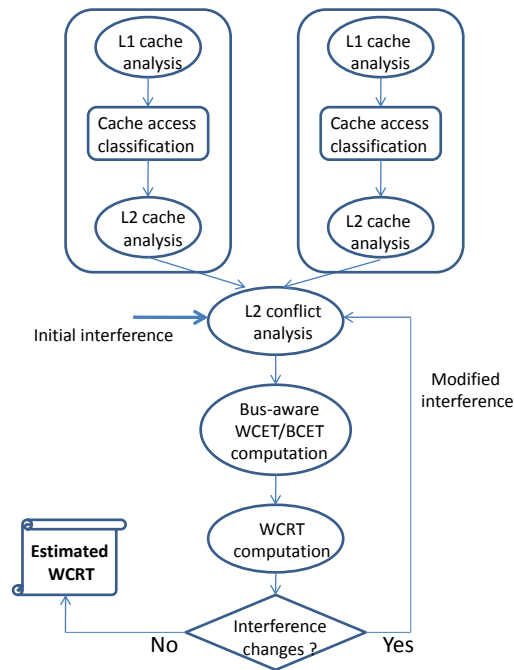 L1 cache
analysis
Cache access
classification
L2 cache
analysis
L1 cache
analysis
Cache access
classification
L2 cache
analysis
L2 conflict
analysis
Initial interference
Modified
interference
Bus-aware
WCET/BCET
computation
WCRT
computation
Estimated
WCRT
Interference
changes ?
No
Yes